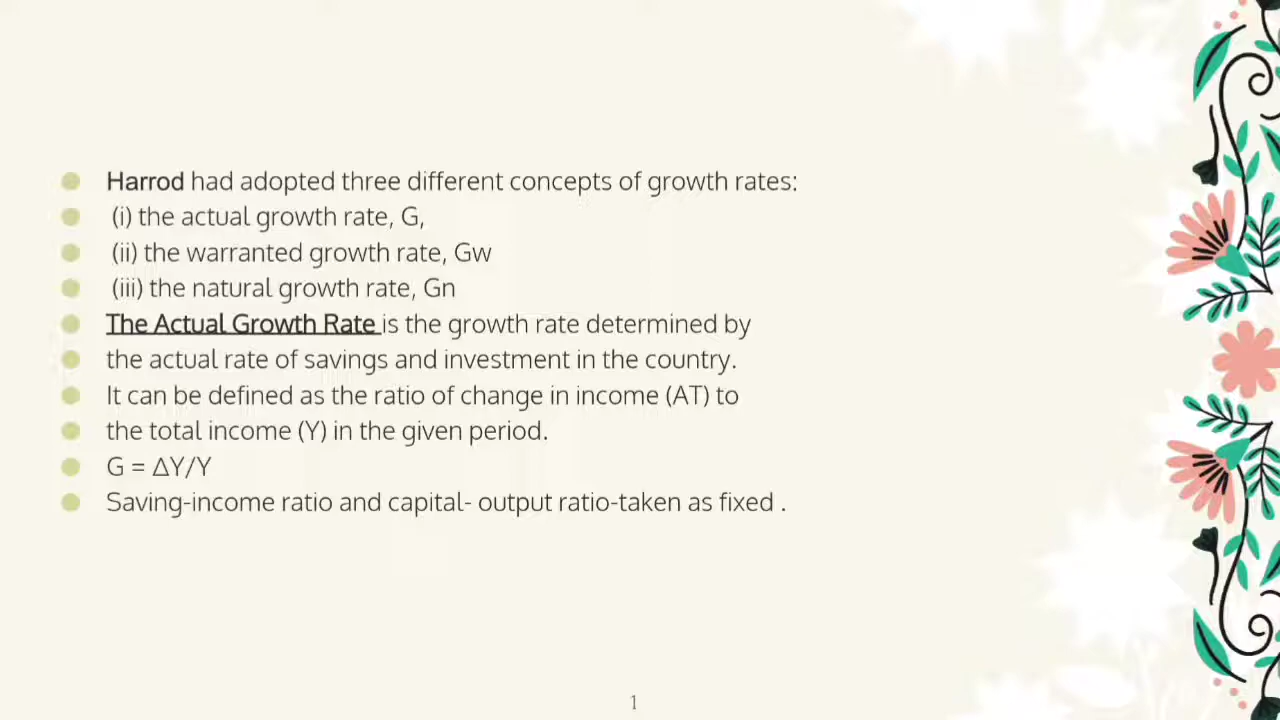 Harrod had adopted three different concepts of growth rates:
(i) the actual growth rate, G,
(ii) the warranted growth rate, Gw
(iii) the natural growth rate, Gn
The Actual Growth Rate is the growth rate determined by
the actual rate of savings and investment in the country.
It can be defined as the ratio of change in income (AT) to
the total income (Y) in the given period.
G = ΔY/Y
Saving-income ratio and capital- output ratio-taken as fixed .
1